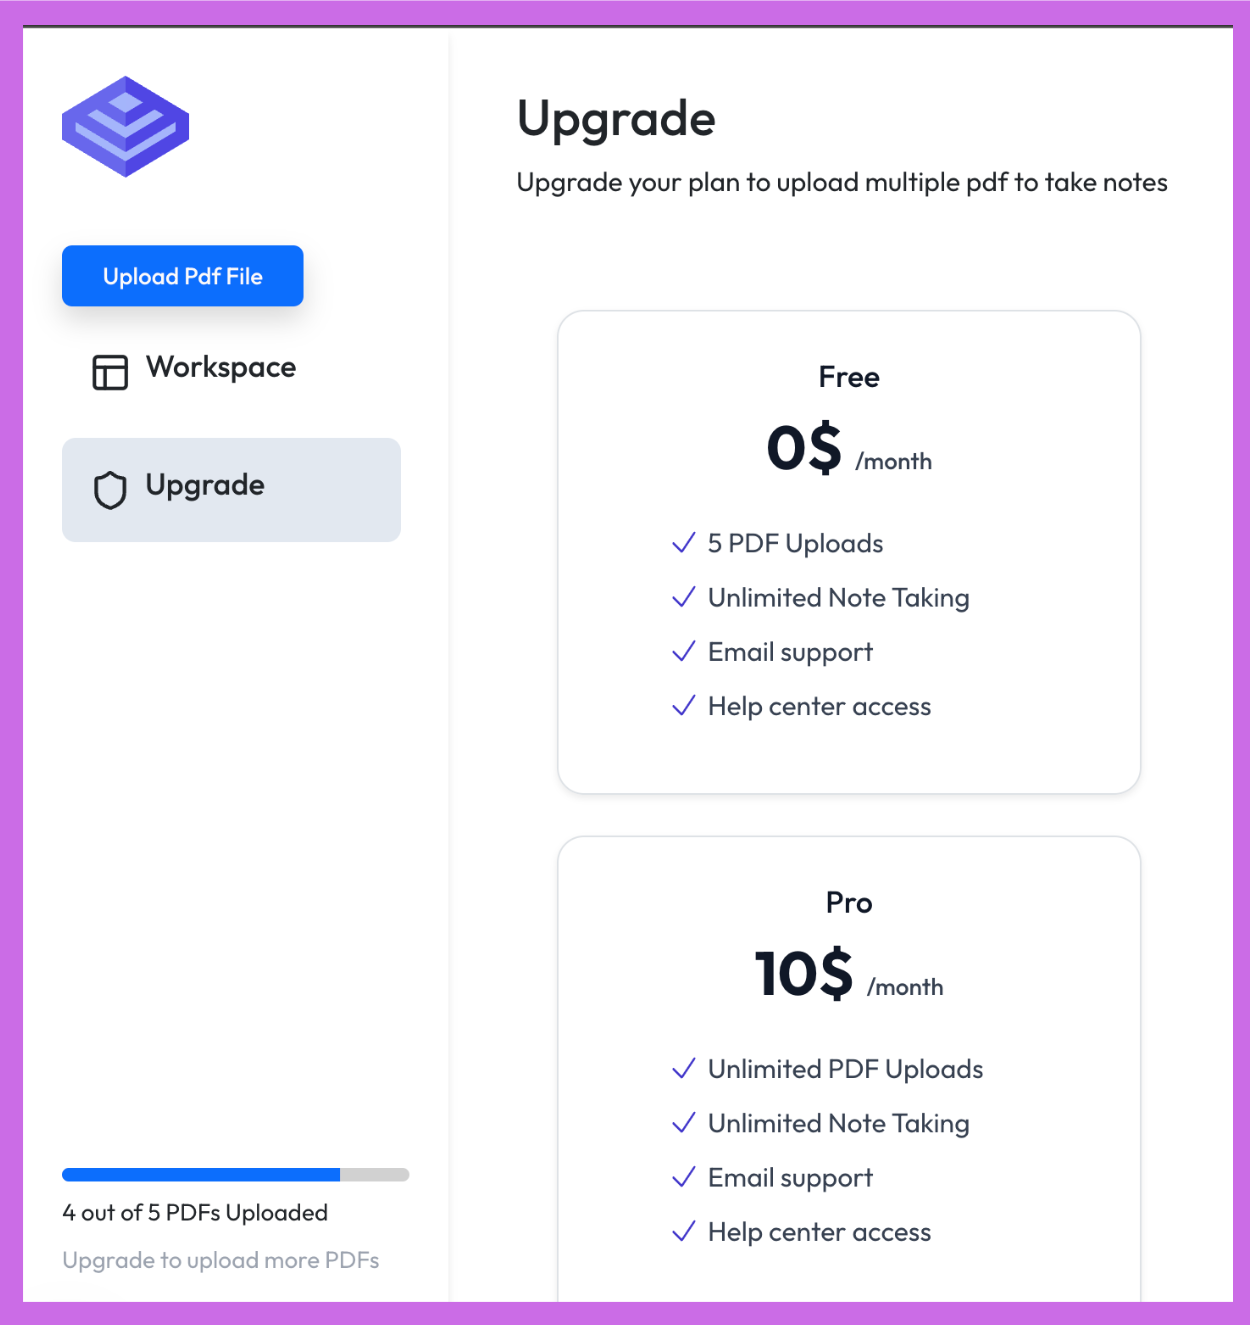 Upload Pdf File
Workspace
Upgrade
4 out of 5 PDFs Uploaded
Upgrade to upload more PDFs
Upgrade
Upgrade your plan to upload multiple pdf to take notes
Free
0$ /month
5 PDF Uploads
Unlimited Note Taking
Email support
Help center access
Pro
10$ /month
Unlimited PDF Uploads
Unlimited Note Taking
Email support
Help center access